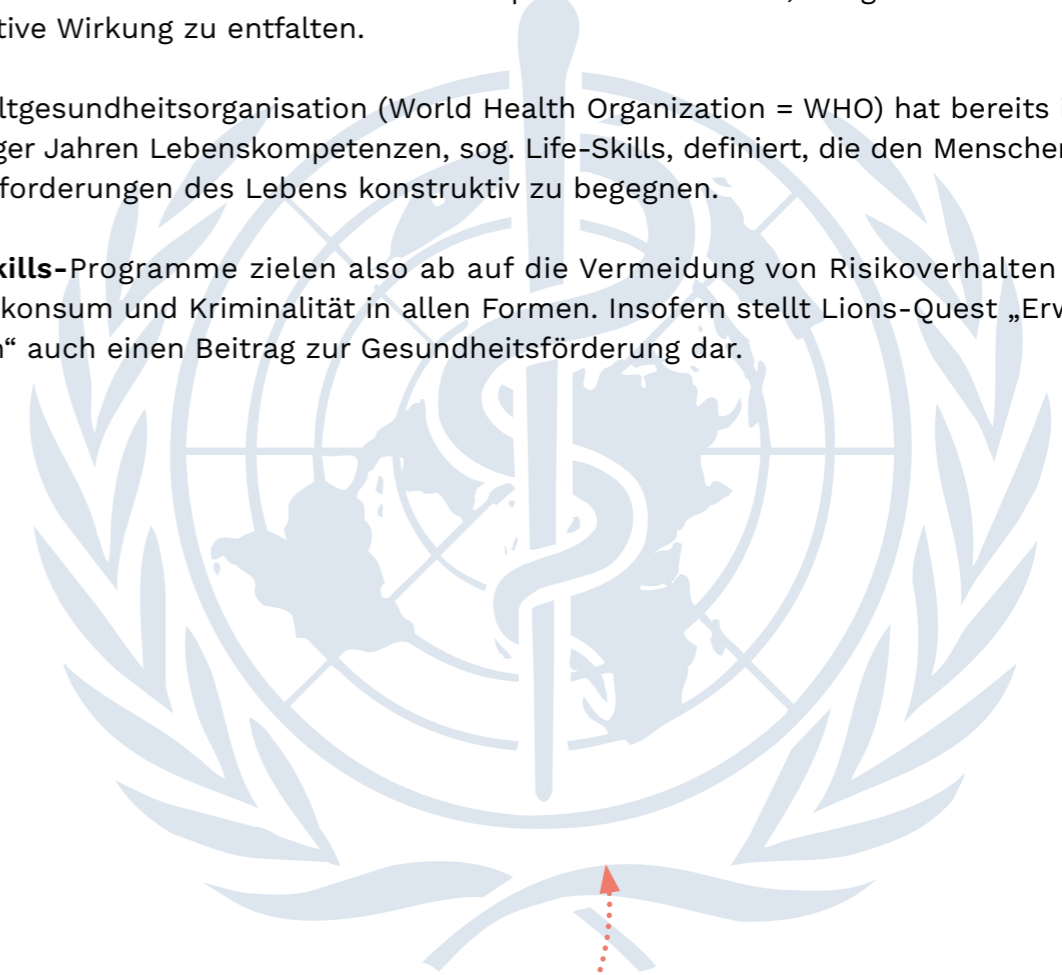 tive Wirkung zu entfalten.
ltgesundheitsorganisation (World Health Organization = WHO) hat bereits
ger Jahren Lebenskompetenzen, sog. Life-Skills, definiert, die den Menschen
forderungen des Lebens konstruktiv zu begegnen.
kills-Programme zielen also ab auf die Vermeidung von Risikoverhalten
konsum und Kriminalität in allen Formen. Insofern stellt Lions-Quest „Erv
“ auch einen Beitrag zur Gesundheitsförderung dar.